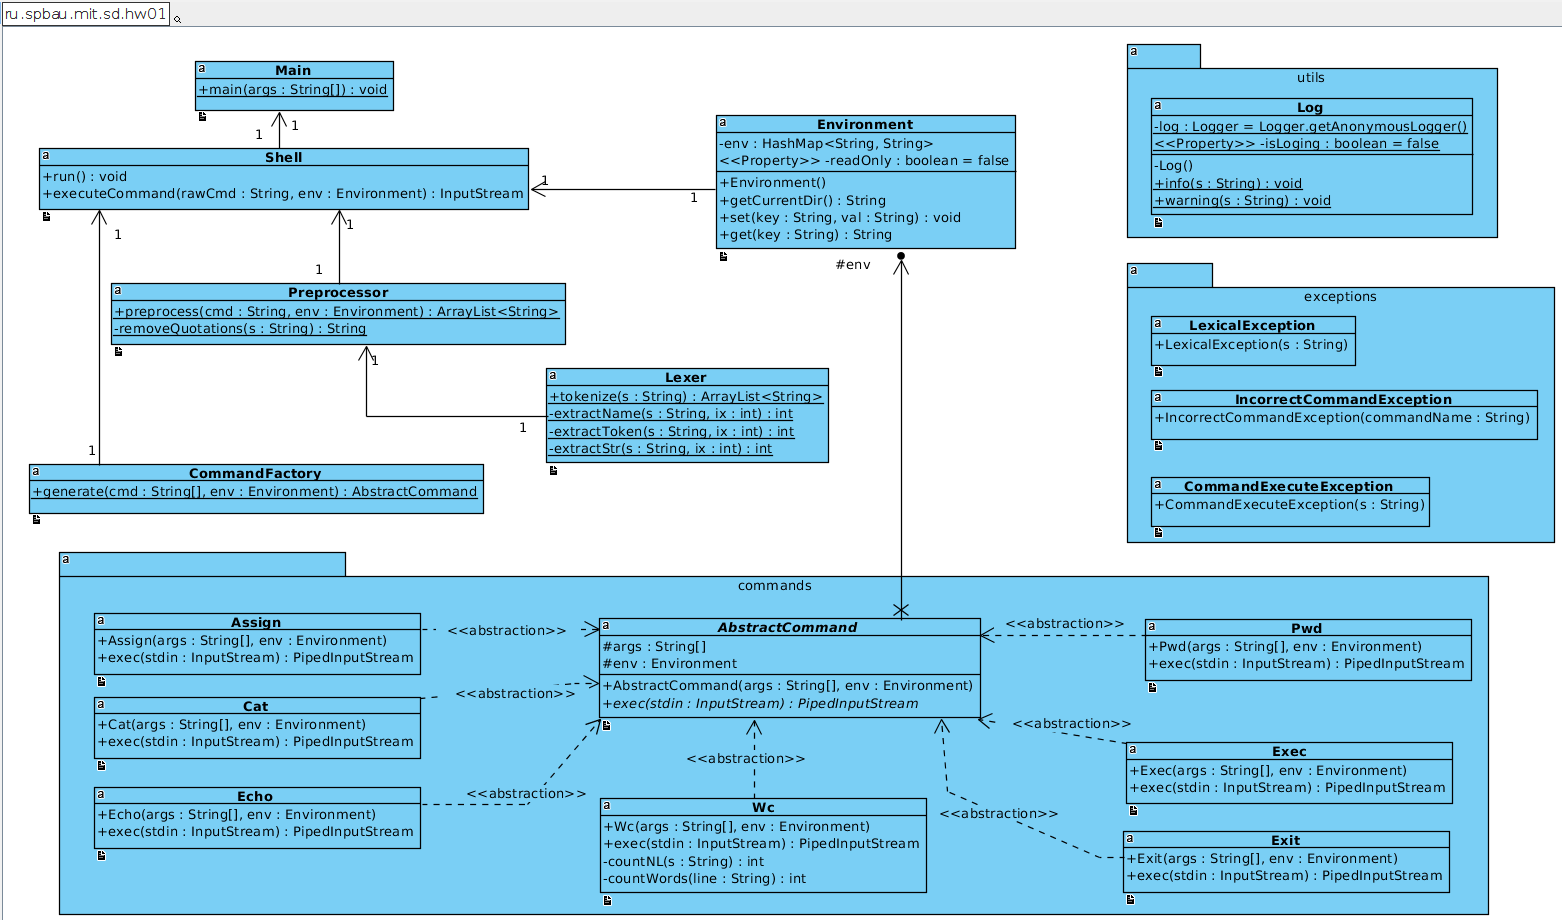 ru.spbau.mit.sd.hw01
a
Main
+main(args : String[]) : void
1
1
a
Shell
+run() : void
+executeCommand(rawCmd : String, env : Environment) : InputStream
1
1
a
Environment
-env : HashMap<String, String>
<<Property>> -readOnly : boolean = false
+Environment()
+getCurrentDir() : String
+set(key : String, val : String) : void
+get(key : String) : String
#env
1
1
1
1
a
Preprocessor
+preprocess(cmd : String, env : Environment) : ArrayList<String>
-removeQuotations(s : String) : String
1
1
a
Lexer
+tokenize(s : String) : ArrayList<String>
-extractName(s : String, ix : int) : int
-extractToken(s : String, ix : int) : int
-extractStr(s : String, ix : int) : int
a
CommandFactory
+generate(cmd : String[], env : Environment) : AbstractCommand
a
utils
a
Log
-log : Logger = Logger.getAnonymousLogger()
<<Property>> -isLoging : boolean = false
-Log()
+info(s : String) : void
+warning(s : String) : void
a
exceptions
a
LexicalException
+LexicalException(s : String)
a
IncorrectCommandException
+IncorrectCommandException(commandName : String)
a
CommandExecuteException
+CommandExecuteException(s : String)
a
commands
a
Assign
+Assign(args : String[], env : Environment)
+exec(stdin : InputStream) : PipedInputStream
<<abstraction>>
a
Cat
+Cat(args : String[], env : Environment)
+exec(stdin : InputStream) : PipedInputStream
<<abstraction>>
a
Echo
+Echo(args : String[], env : Environment)
+exec(stdin : InputStream) : PipedInputStream
<<abstraction>>
a
AbstractCommand
#args : String[]
#env : Environment
+AbstractCommand(args : String[], env : Environment)
+exec(stdin : InputStream) : PipedInputStream
<<abstraction>>
a
Wc
+Wc(args : String[], env : Environment)
+exec(stdin : InputStream) : PipedInputStream
-countNL(s : String) : int
-countWords(line : String) : int
<<abstraction>>
a
Pwd
+Pwd(args : String[], env : Environment)
+exec(stdin : InputStream) : PipedInputStream
<<abstraction>>
a
Exec
+Exec(args : String[], env : Environment)
+exec(stdin : InputStream) : PipedInputStream
<<abstraction>>
a
Exit
+Exit(args : String[], env : Environment)
+exec(stdin : InputStream) : PipedInputStream